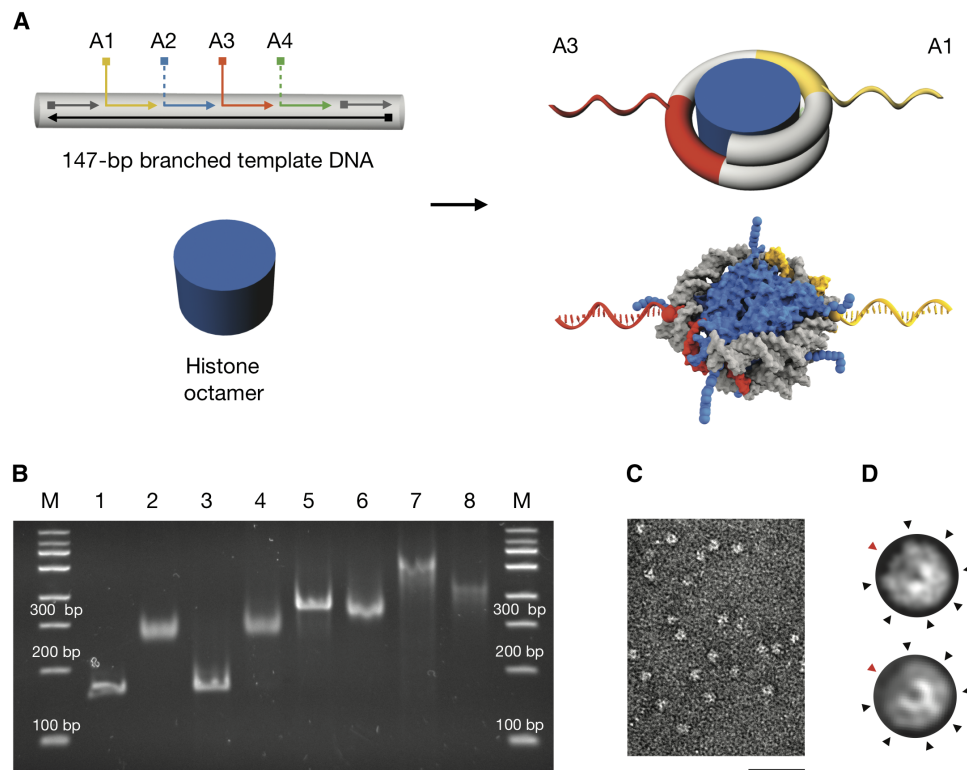 A
A1 A2 A3 A4
147-bp branched template DNA
Histone
octamer
A3
A1
B
M 1 2 3 4 5 6 7 8 M
300 bp
200 bp
100 bp
300 bp
200 bp
100 bp
C
D